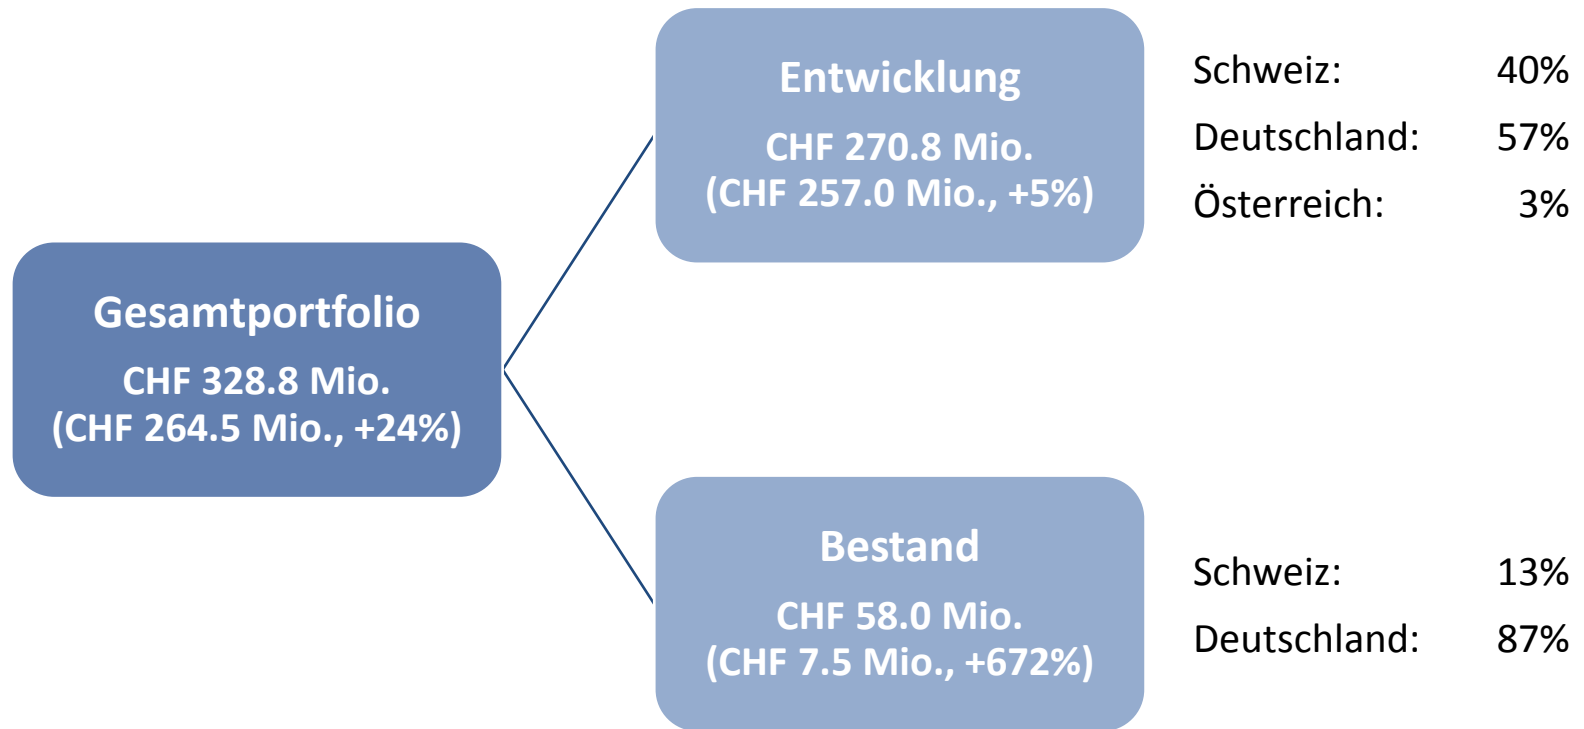 Gesamtportfolio
CHF 328.8 Mio.
(CHF 264.5 Mio., +24%)
Entwicklung
CHF 270.8 Mio.
(CHF 257.0 Mio., +5%)
Schweiz: 40%
Deutschland: 57%
Österreich: 3%
Bestand
CHF 58.0 Mio.
(CHF 7.5 Mio., +672%)
Schweiz: 13%
Deutschland: 87%